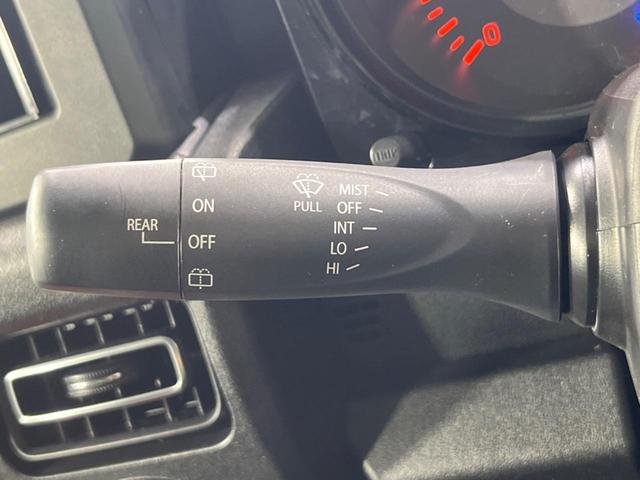 REAR
ON
OFF
PULL
MIST
OFF
INT
LO
HI